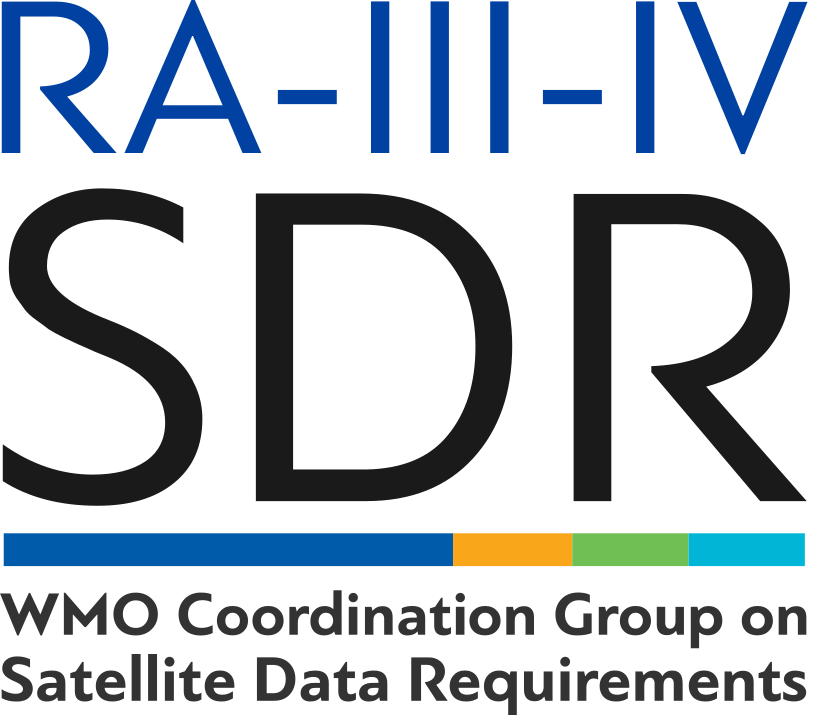 RA-III-IV
SDR
WMO Coordination Group on
Satellite Data Requirements